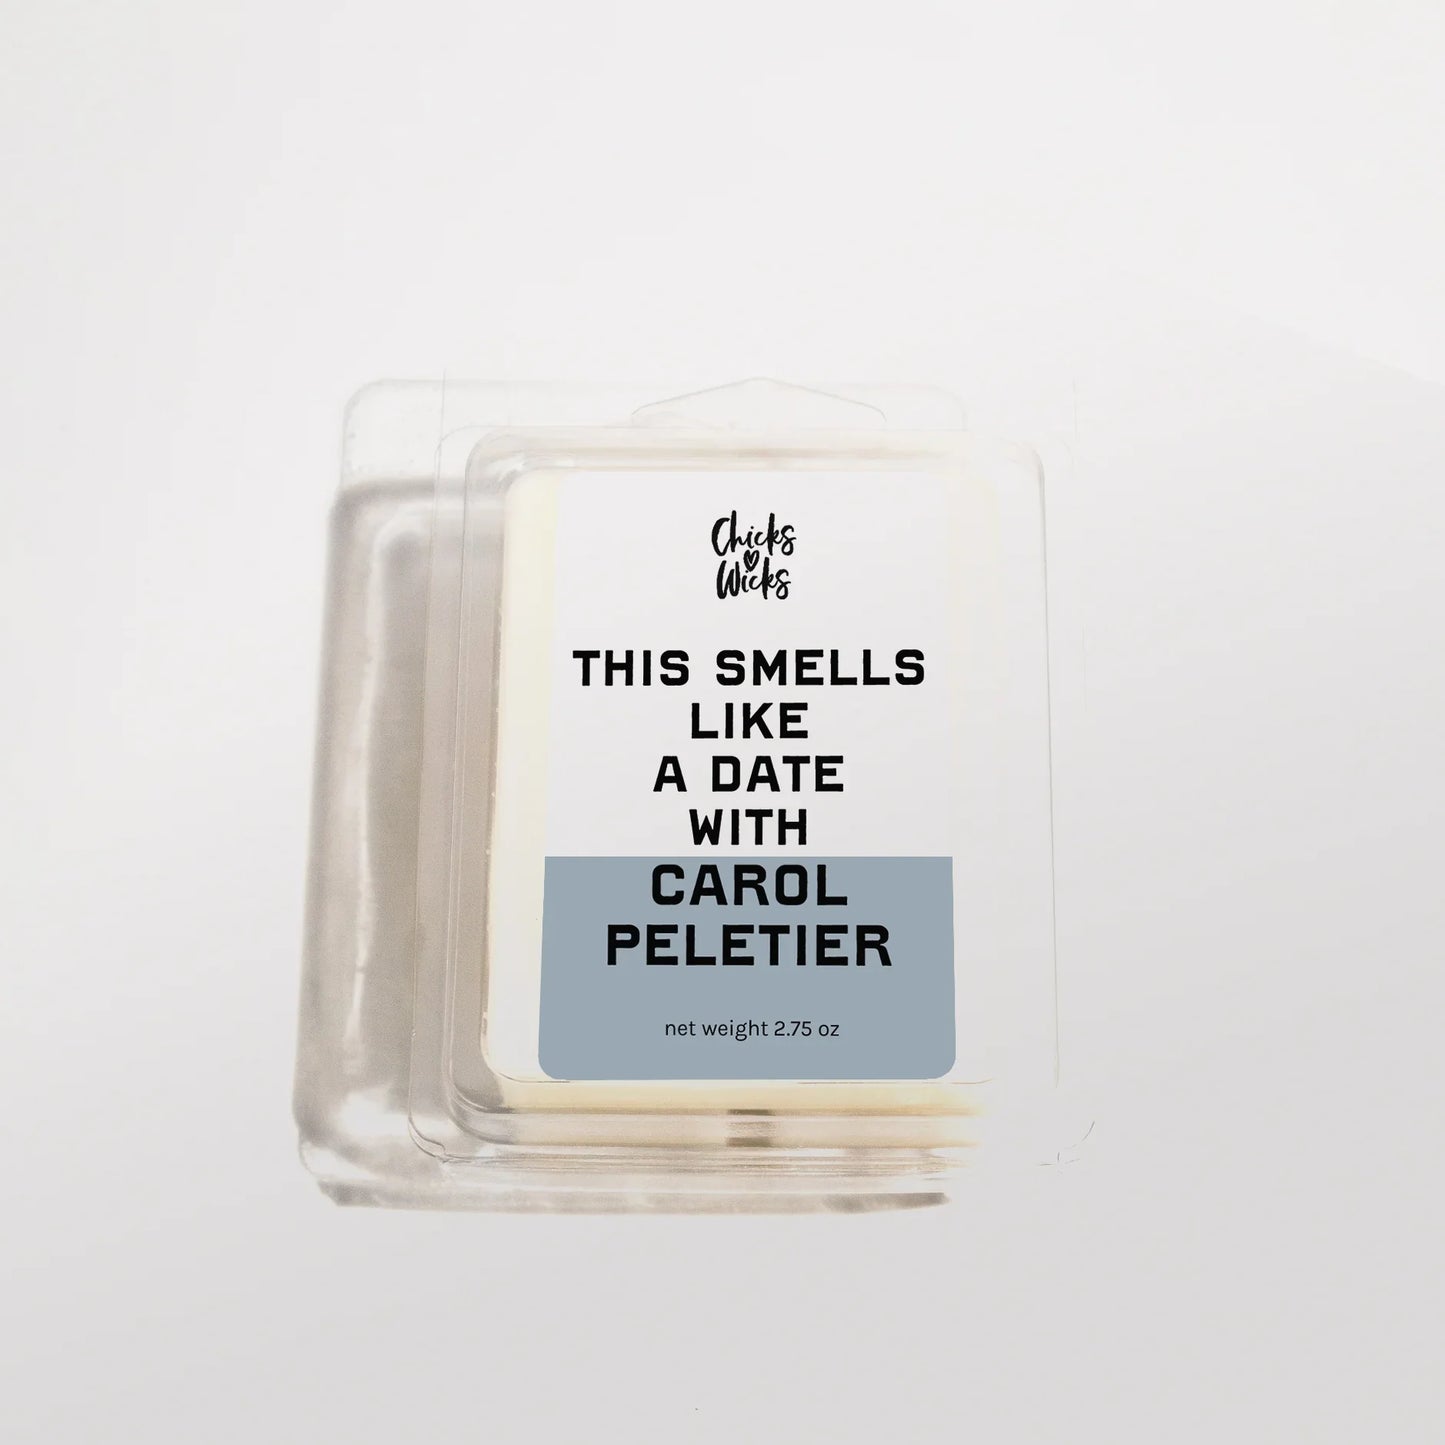 Chicks
Wicks
THIS SMELLS
LIKE
A DATE
WITH
CAROL
PELETIER
net weight 2.75 oz